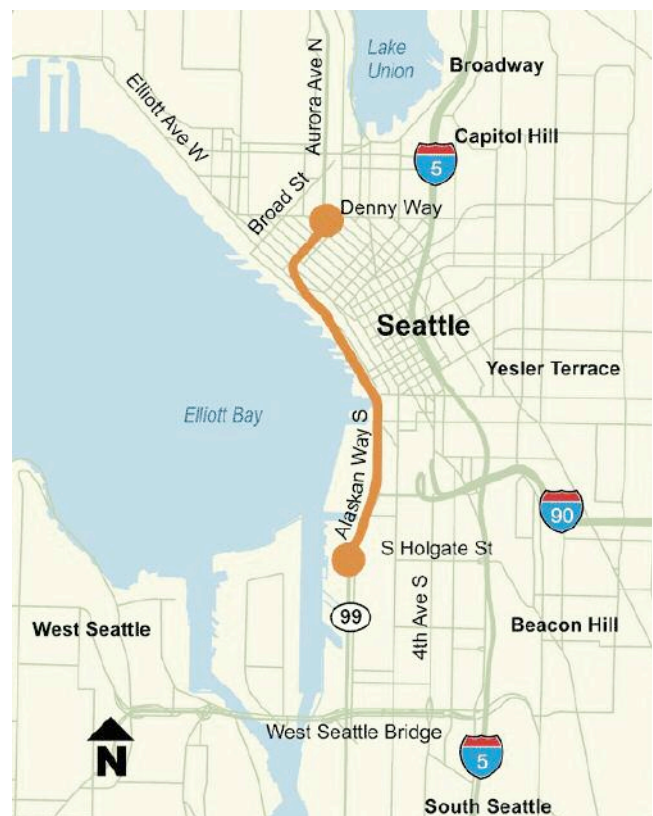 Lake
Union
Broadway
Aurora Ave N
Elliott Ave W
Capitol Hill
5
Broad St
Denny Way
Seattle
Yesler Terrace
Elliott Bay
Alaskan Way S
90
S Holgate St
99
4th Ave S
West Seattle
Beacon Hill
N
West Seattle Bridge
5
South Seattle